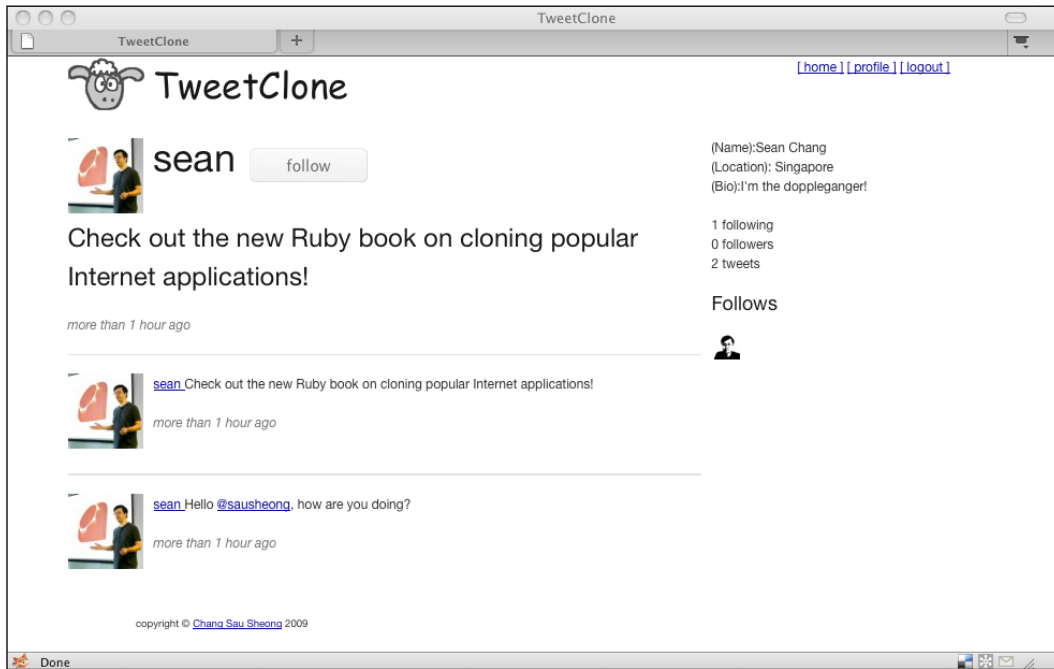 TweetClone
TweetClone
+
TweetClone
[ home ] [ profile ] [ logout ]
sean
follow
Check out the new Ruby book on cloning popular
Internet applications!
more than 1 hour ago
sean Check out the new Ruby book on cloning popular Internet applications!
more than 1 hour ago
sean Hello @sausheong, how are you doing?
more than 1 hour ago
(Name):Sean Chang
(Location): Singapore
(Bio):I'm the doppleganger!
1 following
0 followers
2 tweets
Follows
copyright © Chang Sau Sheong 2009
Done